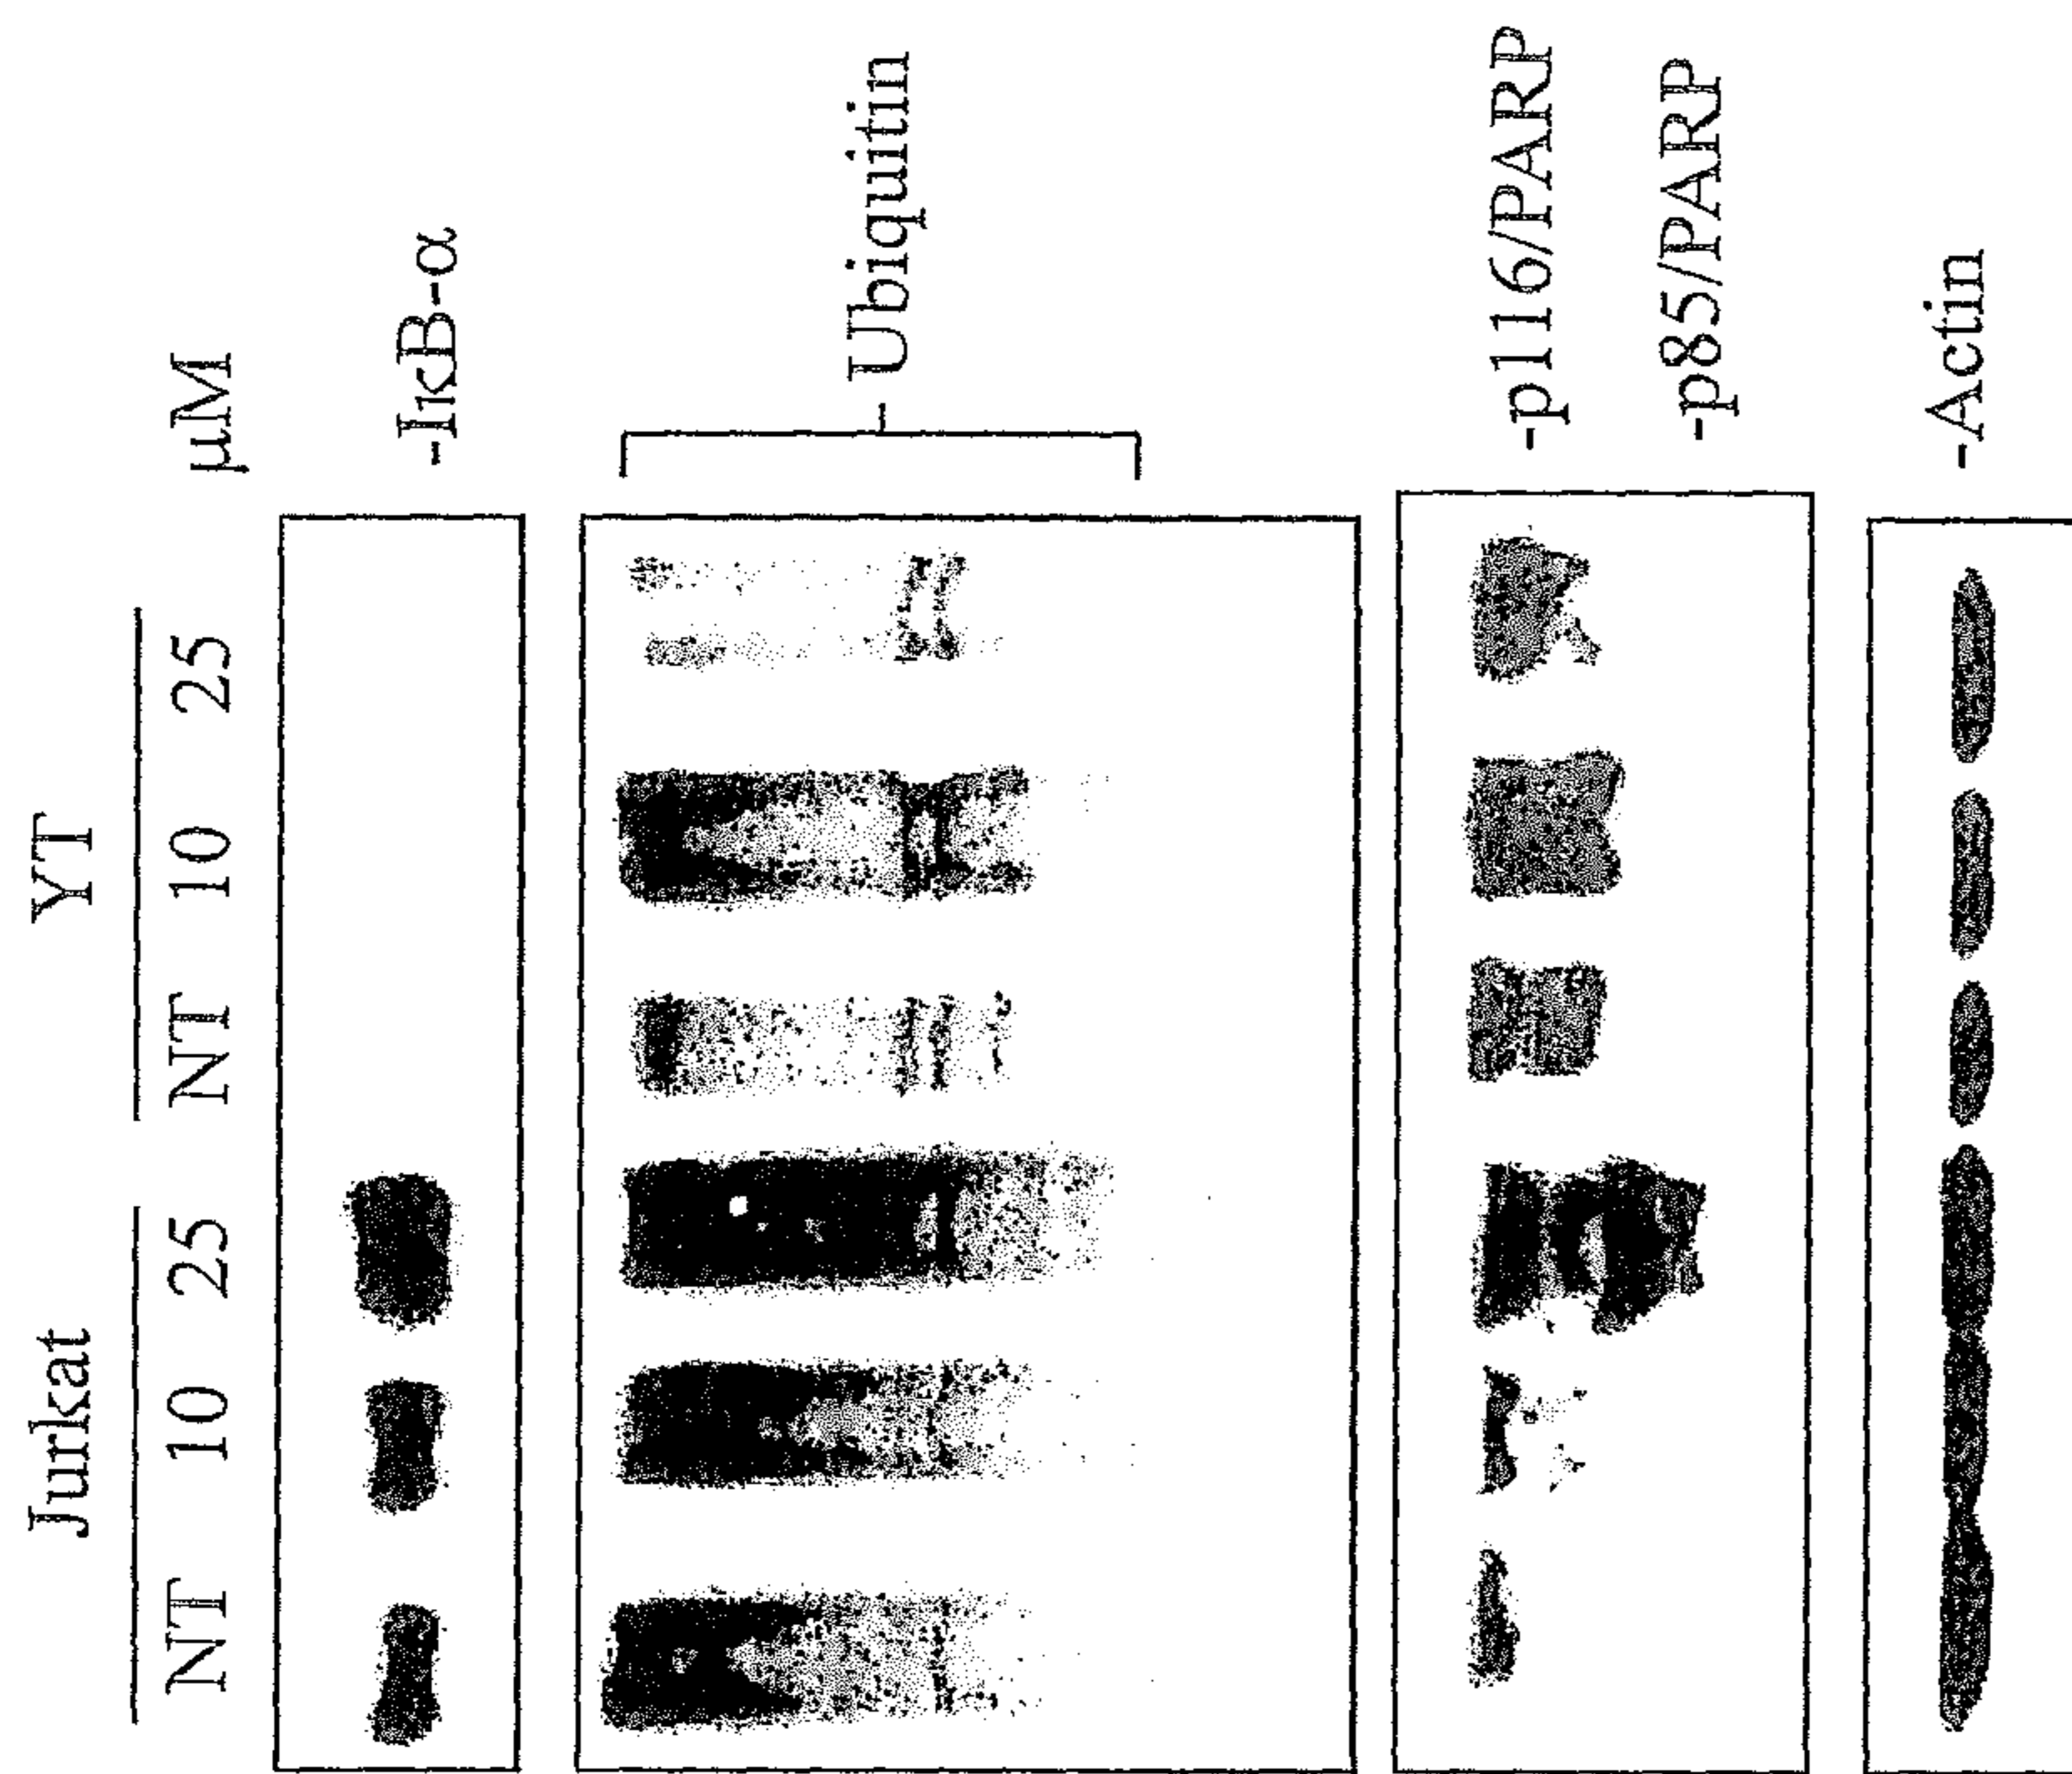 Jurkat YT
NT 10 25 NT 10 25 μM
-IκB-α
Ubiquitin
-p116/PARP
-p85/PARP
-Actin